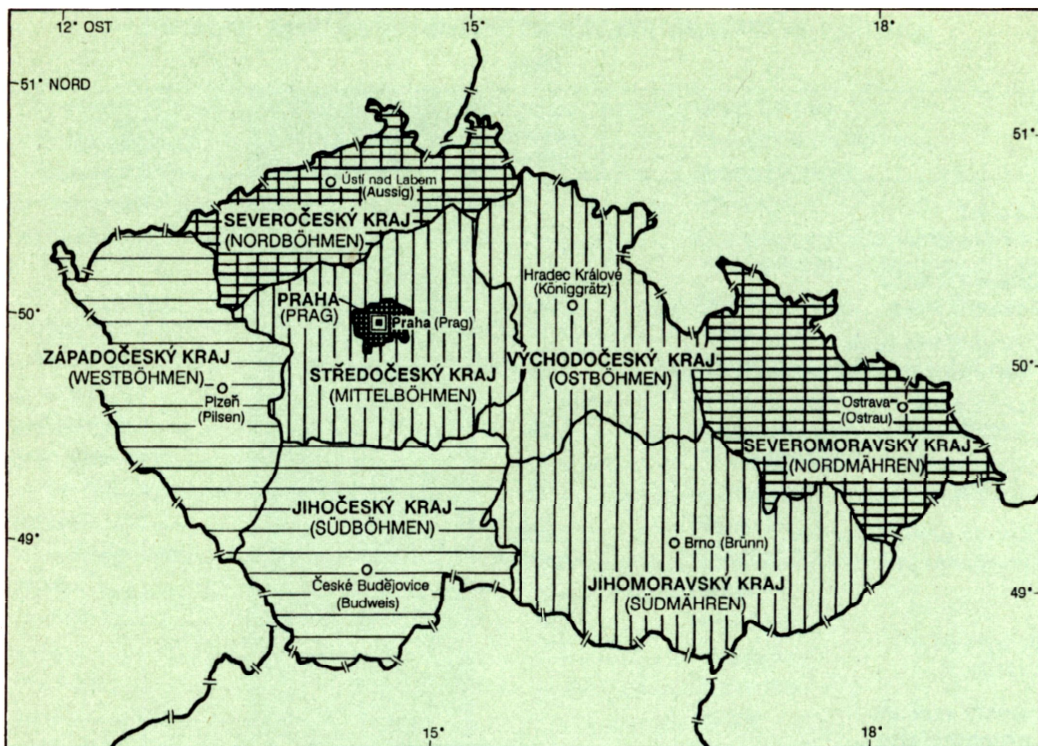 12° OST
15°
18°
51° NORD
51°
Ústí nad Labem
(Aussig)
SEVEROČESKÝ KRAJ
(NORDBÖHMEN)
Hradec Králové
(Königgrätz)
50°
PRAHA
(PRAG)
Praha (Prag)
ZÁPADOČESKÝ KRAJ
(WESTBÖHMEN)
STŘEDOČESKÝ KRAJ
(MITTELBÖHMEN)
VÝCHODOČESKÝ KRAJ
(OSTBÖHMEN)
50°
Plzeň
(Pilsen)
Ostrava
(Ostrau)
SEVEROMORAVSKÝ KRAJ
(NORDMÄHREN)
JIHOČESKÝ KRAJ
(SÜDBÖHMEN)
49°
Brno (Brünn)
České Budějovice
(Budweis)
JIHOMORAVSKÝ KRAJ
(SÜDMÄHREN)
49°
15°
18°